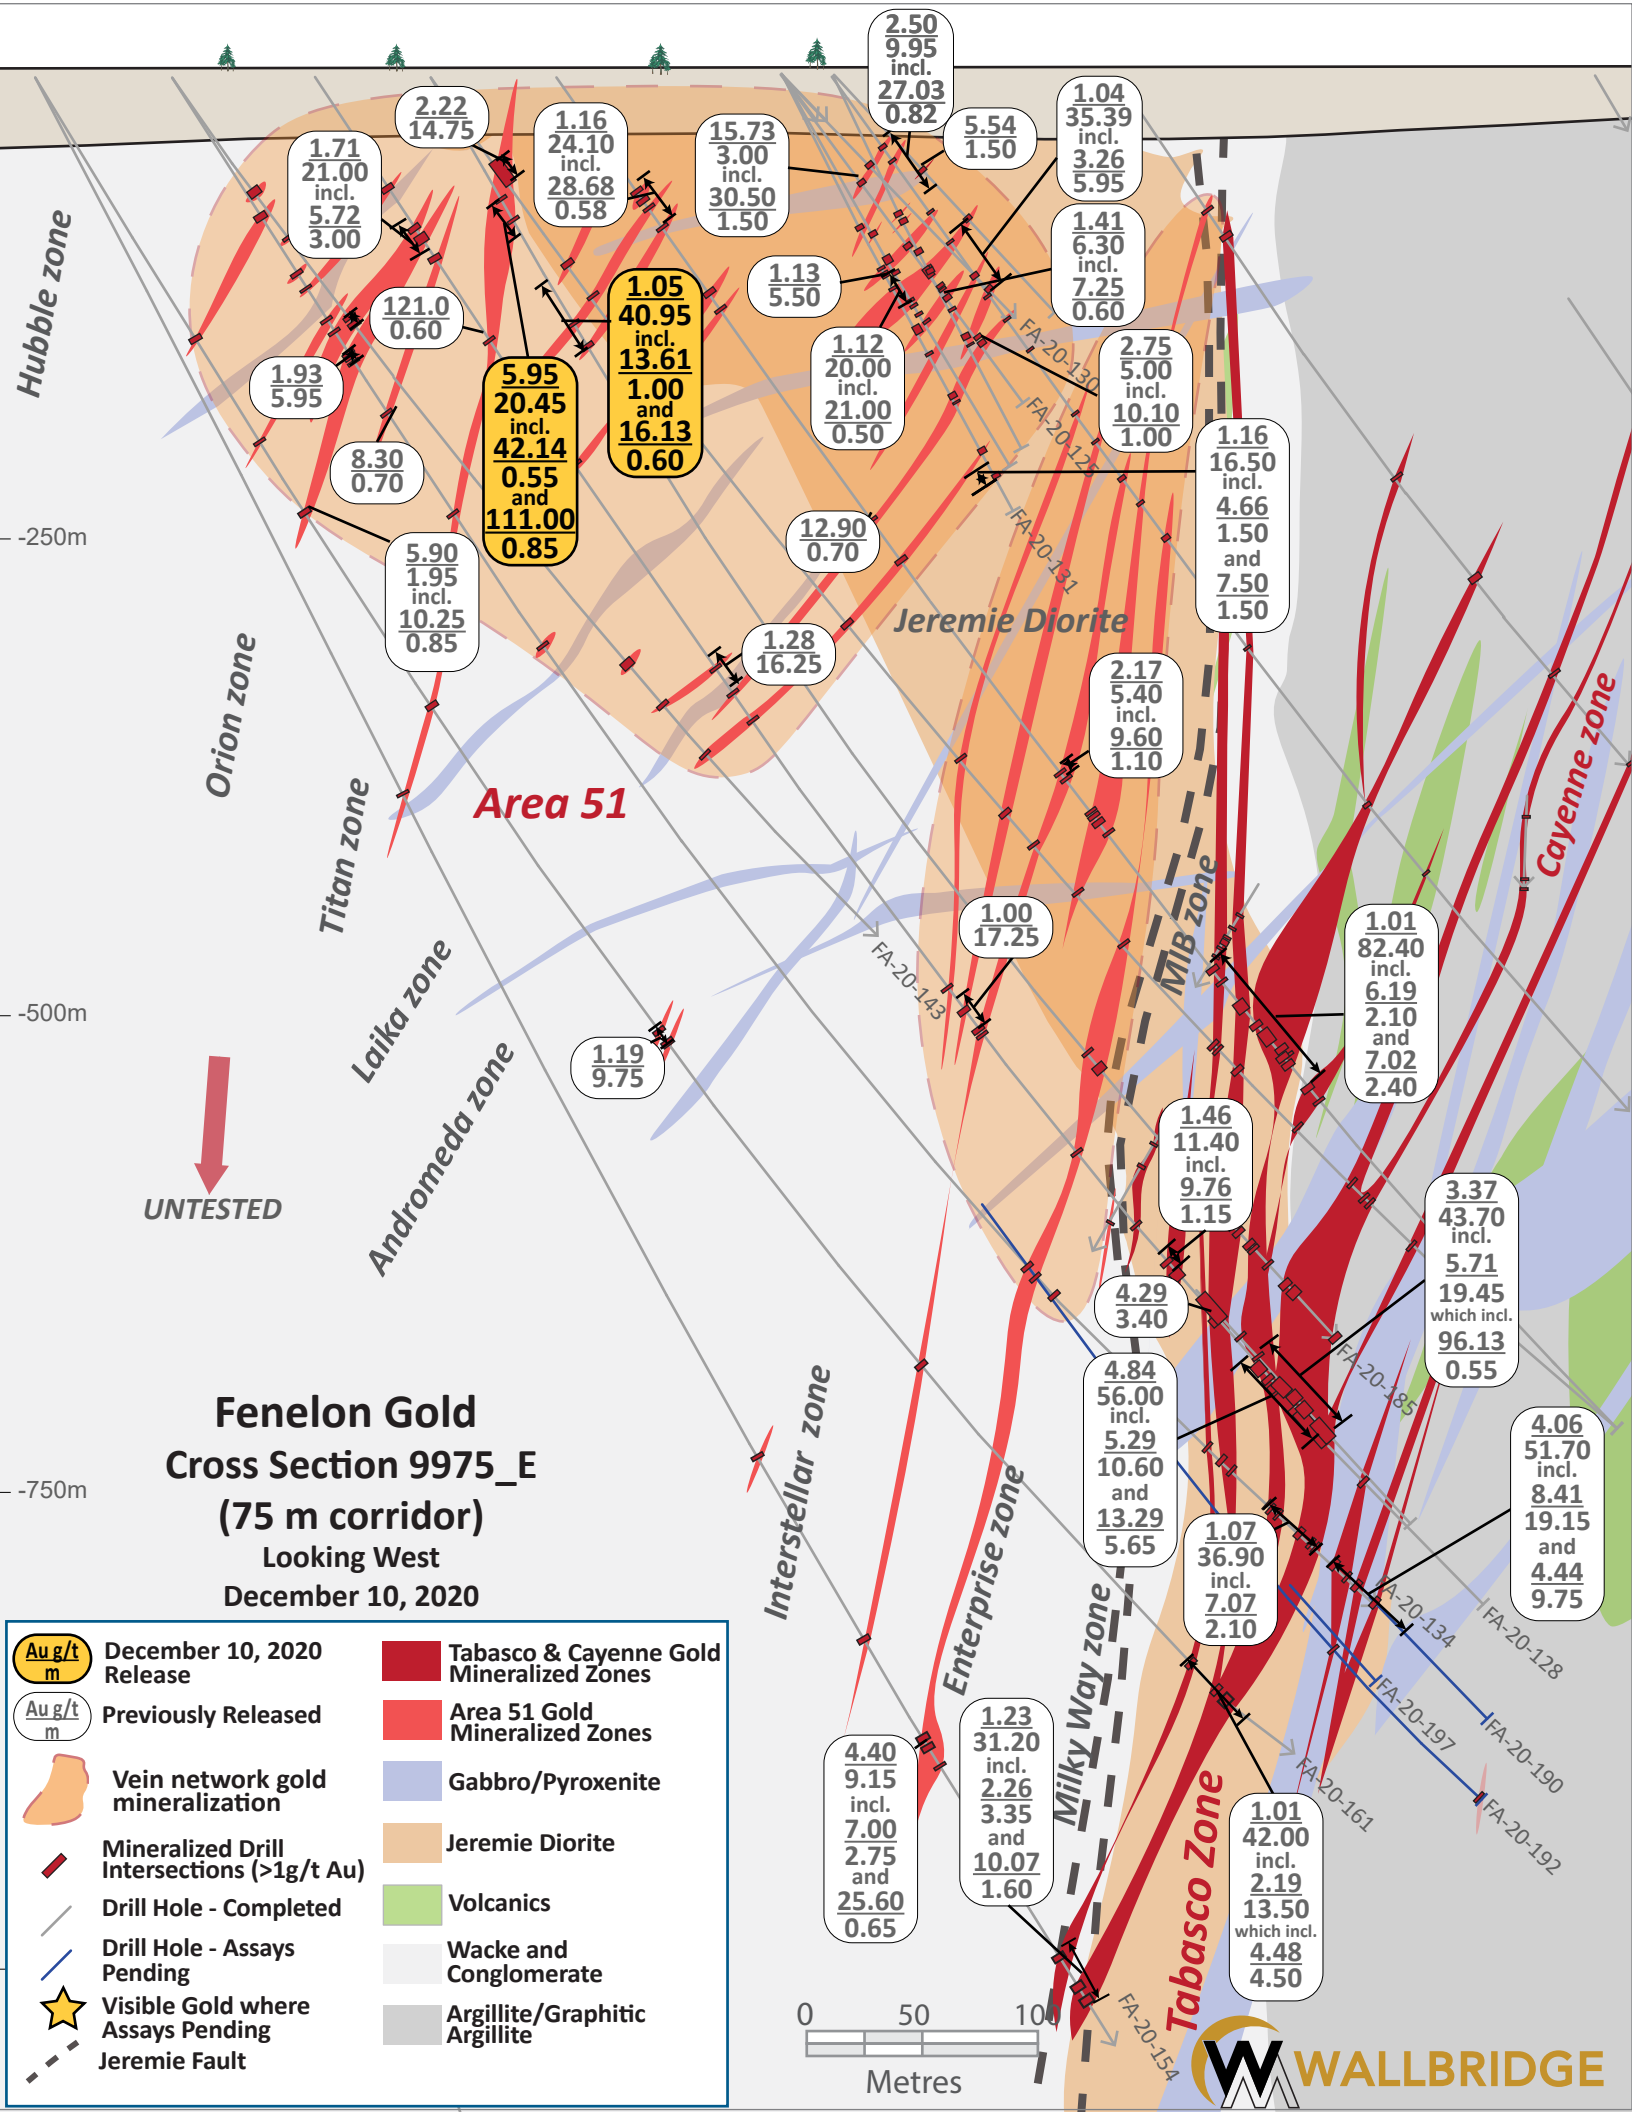 2.50
9.95
incl.
27.03
0.82
2.22
14.75
1.16
24.10
incl.
28.68
0.58
15.73
3.00
incl.
30.50
1.50
5.54
1.50
1.04
35.39
incl.
3.26
5.95
1.71
21.00
incl.
5.72
3.00
1.41
6.30
incl.
7.25
0.60
1.13
5.50
121.0
0.60
1.05
40.95
incl.
13.61
1.00
and
16.13
0.60
1.12
20.00
incl.
21.00
0.50
2.75
5.00
incl.
10.10
1.00
1.93
5.95
5.95
20.45
incl.
42.14
0.55
and
111.00
0.85
8.30
0.70
1.16
16.50
incl.
4.66
1.50
and
7.50
1.50
Hubble zone
FA-20-130
FA-20-125
FA-20-131
-250m
12.90
0.70
5.90
1.95
incl.
10.25
0.85
Jeremie Diorite
1.28
16.25
2.17
5.40
incl.
9.60
1.10
Orion zone
Titan zone
Area 51
Cayenne zone
MIB zone
1.00
17.25
FA-20-143
1.01
82.40
incl.
6.19
2.10
and
7.02
2.40
-500m
Laika zone
1.19
9.75
Andromeda zone
UNTESTED
1.46
11.40
incl.
9.76
1.15
3.37
43.70
incl.
5.71
19.45
which incl.
96.13
0.55
4.29
3.40
FA-20-185
4.84
56.00
incl.
5.29
10.60
and
13.29
5.65
4.06
51.70
incl.
8.41
19.15
and
4.44
9.75
Fenelon Gold
Cross Section 9975_E
(75 m corridor)
Looking West
December 10, 2020
-750m
Interstellar zone
Enterprise zone
Milky Way zone
1.07
36.90
incl.
7.07
2.10
FA-20-134
FA-20-128
FA-20-197
FA-20-190
FA-20-161
FA-20-192
4.40
9.15
incl.
7.00
2.75
and
25.60
0.65
1.23
31.20
incl.
2.26
3.35
and
10.07
1.60
Tabasco Zone
1.01
42.00
incl.
2.19
13.50
which incl.
4.48
4.50
FA-20-154
Au g/t
m
December 10, 2020
Release
Au g/t
m
Previously Released
Vein network gold
mineralization
Mineralized Drill
Intersections (>1g/t Au)
Drill Hole - Completed
Drill Hole - Assays
Pending
Visible Gold where
Assays Pending
Jeremie Fault
Tabasco & Cayenne Gold
Mineralized Zones
Area 51 Gold
Mineralized Zones
Gabbro/Pyroxenite
Jeremie Diorite
Volcanics
Wacke and
Conglomerate
Argillite/Graphitic
Argillite
0 50 100
Metres
WALLBRIDGE